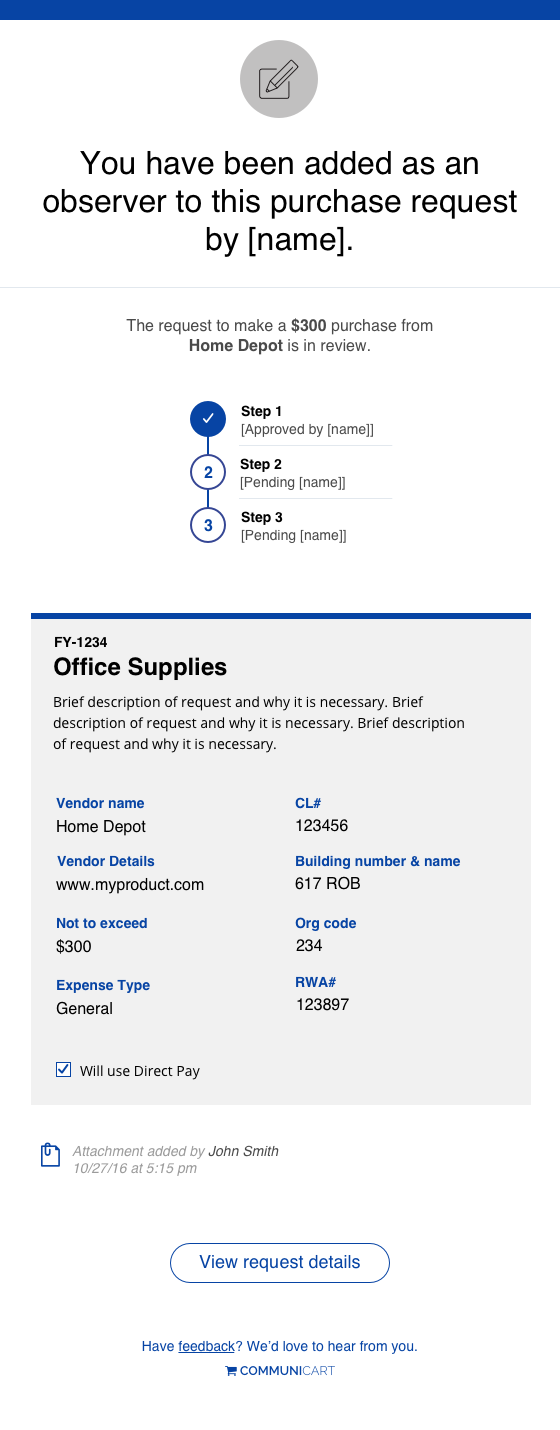 You have been added as an
observer to this purchase request
by [name].
The request to make a $300 purchase from
Home Depot is in review.
Step 1
[Approved by [name]]
2
Step 2
[Pending [name]]
3
Step 3
[Pending [name]]
FY-1234
Office Supplies
Brief description of request and why it is necessary. Brief
description of request and why it is necessary. Brief description
of request and why it is necessary.
Vendor name
Home Depot
CL#
123456
Vendor Details
www.myproduct.com
Building number & name
617 ROB
Not to exceed
$300
Org code
234
Expense Type
General
RWA#
123897
Will use Direct Pay
Attachment added by John Smith
10/27/16 at 5:15 pm
View request details
Have feedback? We’d love to hear from you.
COMMUNICART